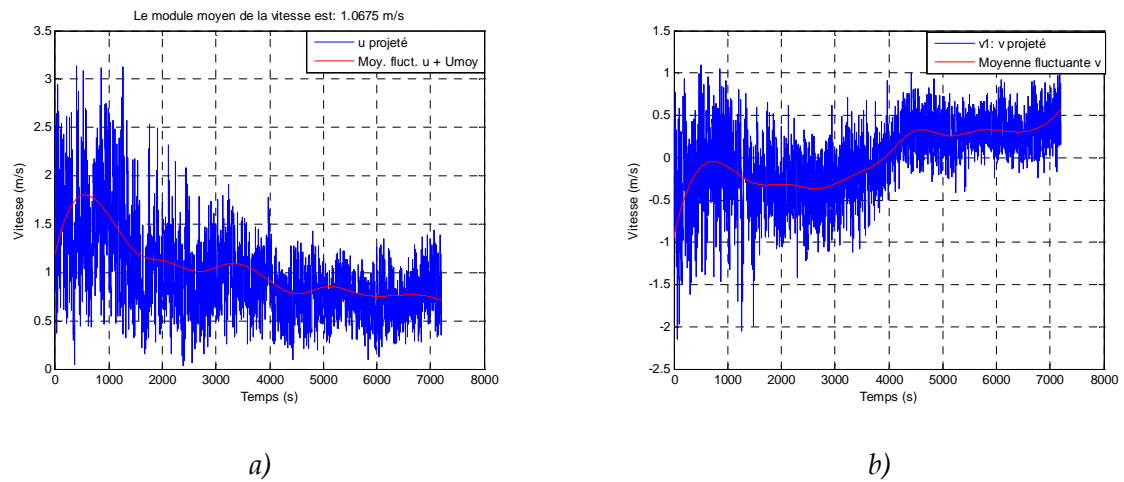 Le module moyen de la vitesse est: 1.0675 m/s
3.5
3
2.5
2
1.5
1
0.5
0
Vitesse (m/s)
u projeté
Moy. fluct. u + Umoy
0 1000 2000 3000 4000 5000 6000 7000 8000
Temps (s)
a)
1.5
1
0.5
0
-0.5
-1
-1.5
-2
-2.5
Vitesse (m/s)
v1: v projeté
Moyenne fluctuante v
0 1000 2000 3000 4000 5000 6000 7000 8000
Temps (s)
b)